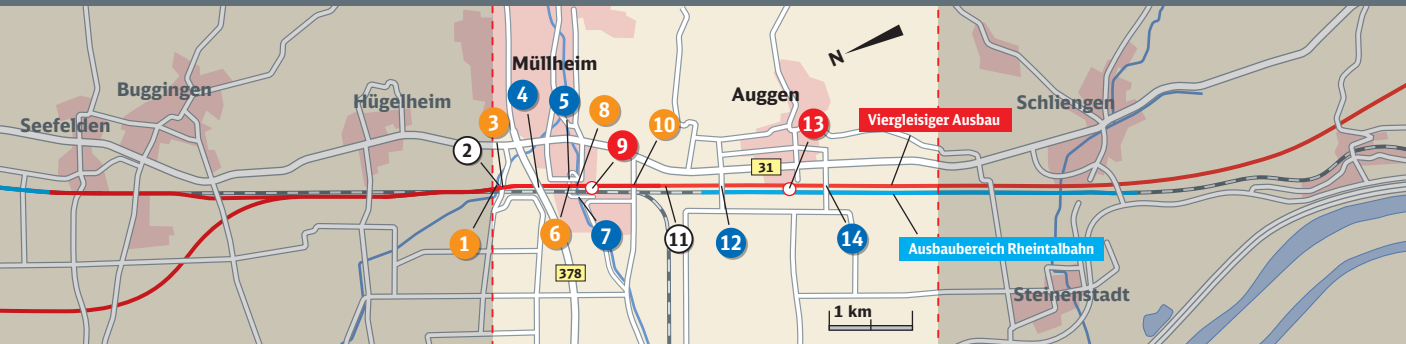 Müllheim
4
5
8
Buggingen
Hügelheim
Seefelden
3
2
9
10
N
Auggen
13
Viergleisiger Ausbau
Schliengen
31
1
6
7
11
12
14
Ausbaubereich Rheintalbahn
378
Steinenstadt
1 km